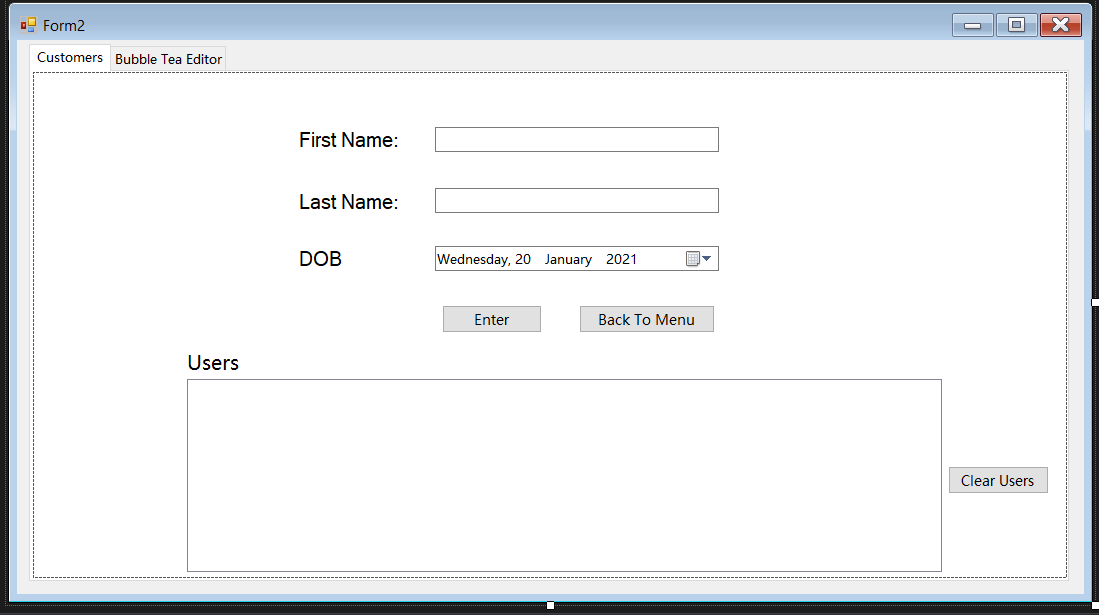 Form2
Customers Bubble Tea Editor
First Name:
Last Name:
DOB Wednesday, 20 January 2021
Enter Back To Menu
Users
Clear Users